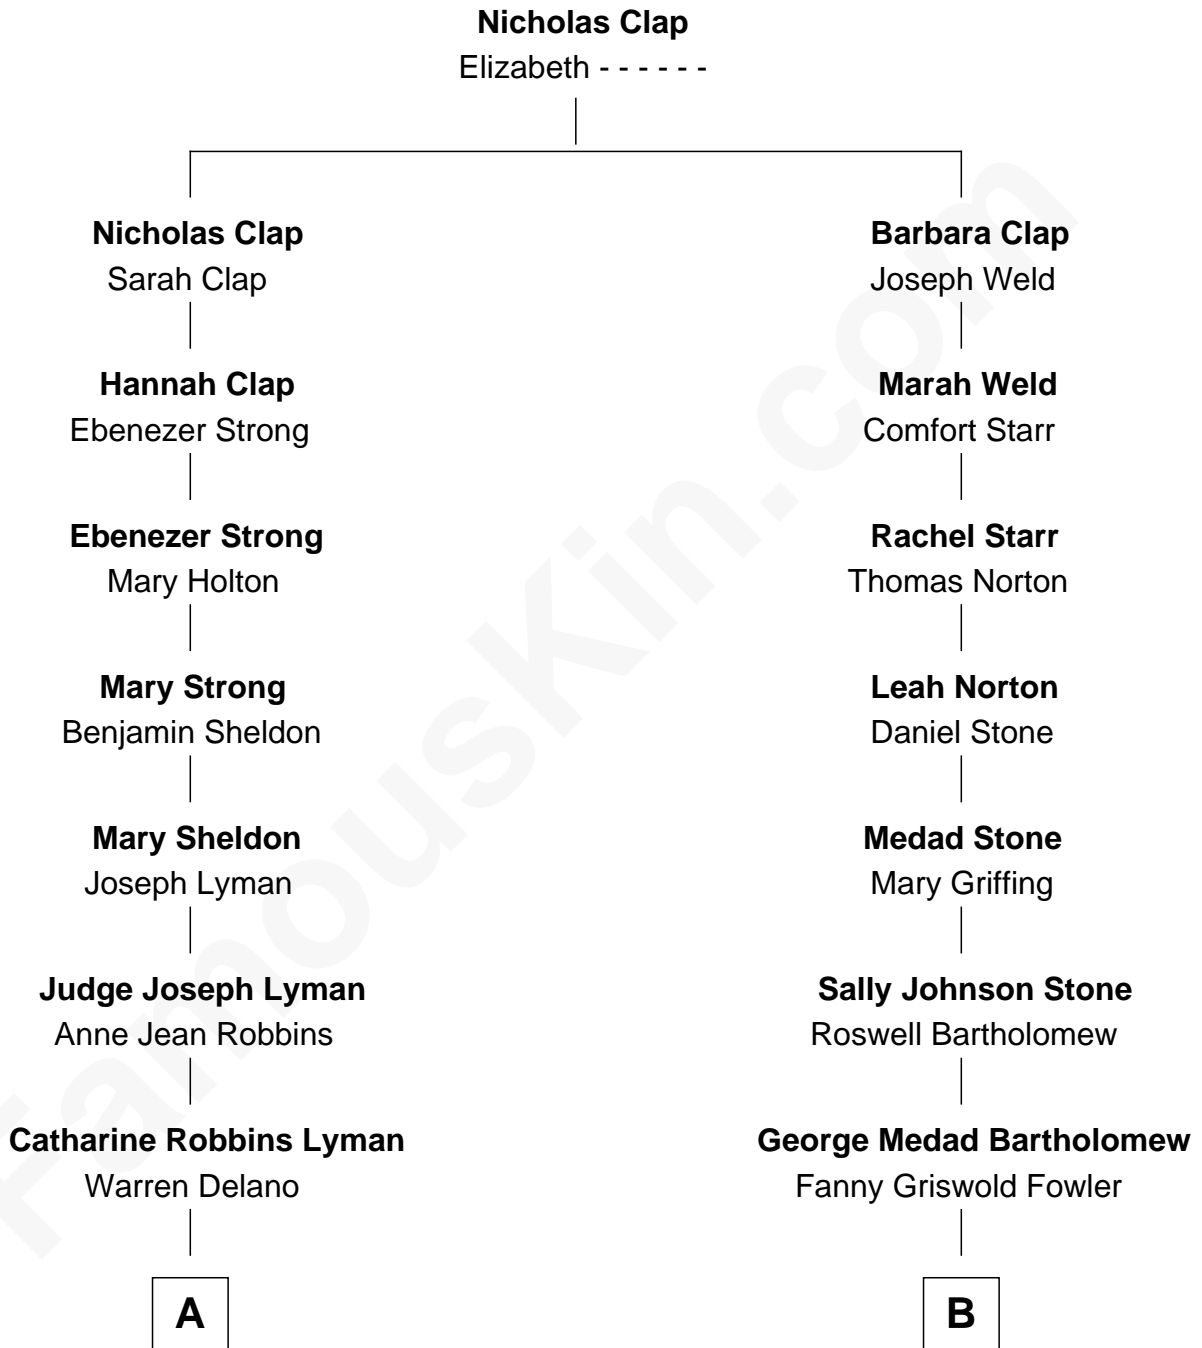 Nicholas Clap
Elizabeth - - - - - -
Nicholas Clap
Sarah Clap
Barbara Clap
Joseph Weld
Hannah Clap
Ebenezer Strong
Marah Weld
Comfort Starr
Ebenezer Strong
Mary Holton
Rachel Starr
Thomas Norton
Mary Strong
Benjamin Sheldon
Leah Norton
Daniel Stone
Mary Sheldon
Joseph Lyman
Medad Stone
Mary Griffing
Judge Joseph Lyman
Anne Jean Robbins
Sally Johnson Stone
Roswell Bartholomew
Catharine Robbins Lyman
Warren Delano
George Medad Bartholomew
Fanny Griswold Fowler
A
B
FamousKin.com